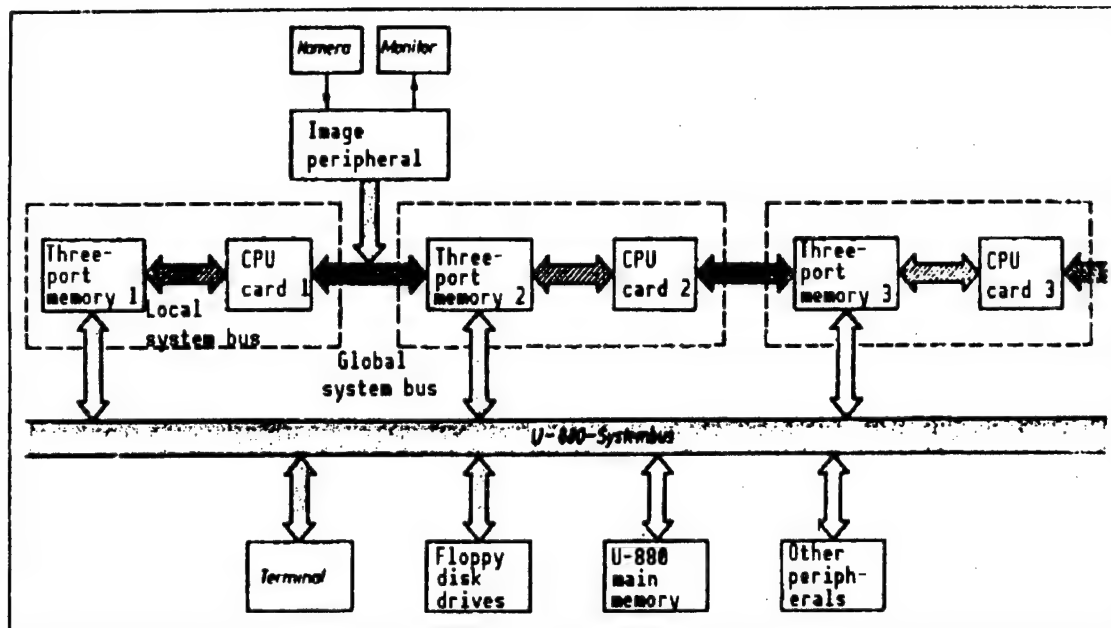 Kamera
Monitor
Image
peripheral
Three-
port
memory 1
CPU
card 1
Three-
port
memory 2
CPU
card 2
Three-
port
memory 3
CPU
card 3
Local
system bus
Global
system bus
U-880-Systembus
Terminal
Floppy
disk
drives
U-880
main
memory
Other
periph-
erals